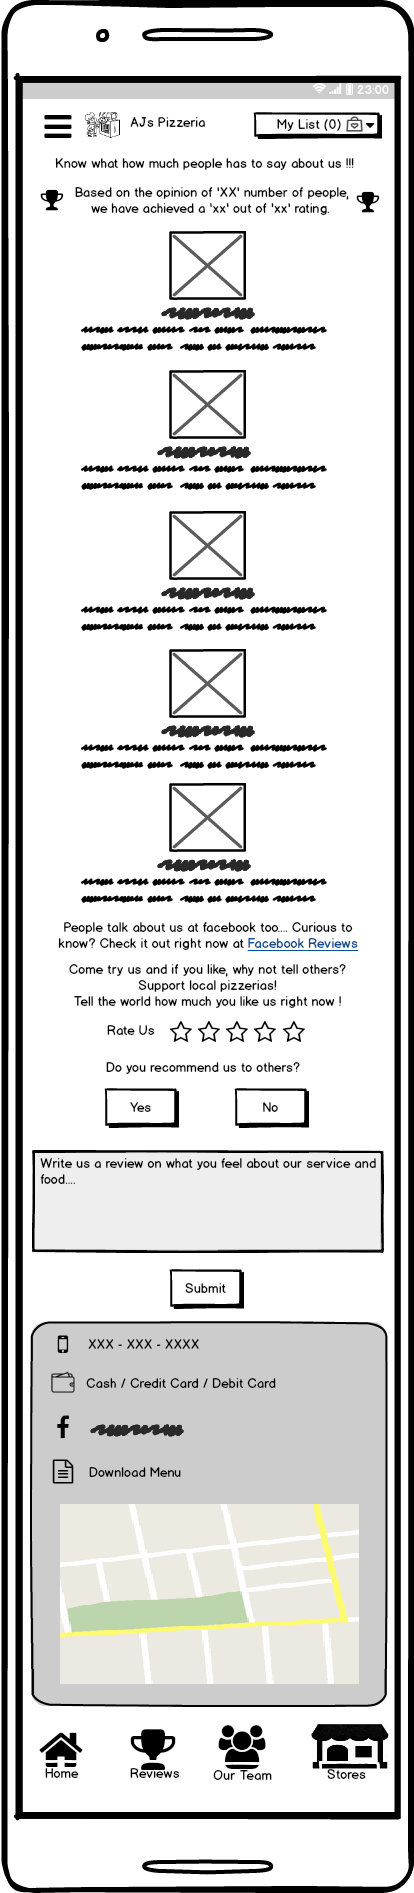 23:00
AJs Pizzeria
My List (0)
Know what how much people has to say about us !!!
Based on the opinion of 'XX' number of people,
we have achieved a 'xx' out of 'xx' rating.
People talk about us at facebook too.... Curious to
know? Check it out right now at Facebook Reviews
Come try us and if you like, why not tell others?
Support local pizzerias!
Tell the world how much you like us right now !
Rate Us
Do you recommend us to others?
Yes No
Write us a review on what you feel about our service and
food....
Submit
XXX - XXX - XXXX
Cash / Credit Card / Debit Card
Download Menu
Home Reviews Our Team Stores